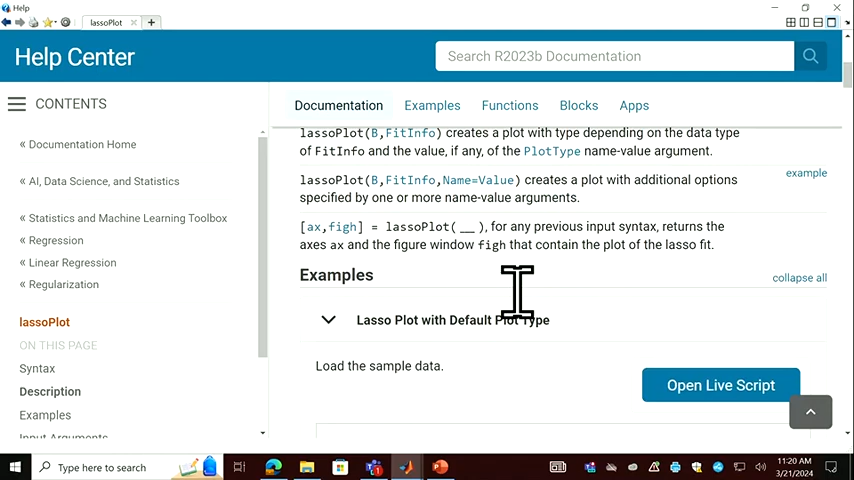 Help
lassoPlot
Help Center
Search R2023b Documentation
CONTENTS
Documentation
Examples
Functions
Blocks
Apps
« Documentation Home
« AI, Data Science, and Statistics
« Statistics and Machine Learning Toolbox
« Regression
« Linear Regression
« Regularization
lassoPlot
ON THIS PAGE
Syntax
Description
Examples
Input Arguments
lassoPlot(B,FitInfo) creates a plot with type depending on the data type
of FitInfo and the value, if any, of the PlotType name-value argument.
lassoPlot(B,FitInfo,Name=Value) creates a plot with additional options
example
specified by one or more name-value arguments.
[ax,figh] = lassoPlot(__), for any previous input syntax, returns the
axes ax and the figure window figh that contain the plot of the lasso fit.
Examples
collapse all
Lasso Plot with Default Plot Type
Load the sample data.
Open Live Script
Type here to search
11:20 AM
3/21/2024